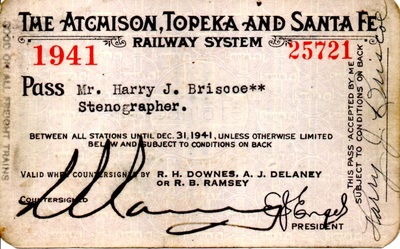 THE ATCHISON, TOPEKA AND SANTA FE
RAILWAY SYSTEM
1941
25721
Pass Mr. Harry J. Briscoe**
Stenographer.
BETWEEN ALL STATIONS UNTIL DEC. 31, 1941, UNLESS OTHERWISE LIMITED
BELOW AND SUBJECT TO CONDITIONS ON BACK
VALID WHEN COUNTERSIGNED BY R. H. DOWNES, A. J. DELANEY
OR R. B. RAMSEY
Countersigned
PRESIDENT
GOOD ON ALL FREIGHT TRAINS
THIS PASS ACCEPTED BY ME
SUBJECT TO CONDITIONS ON BACK
Harry J. Briscoe